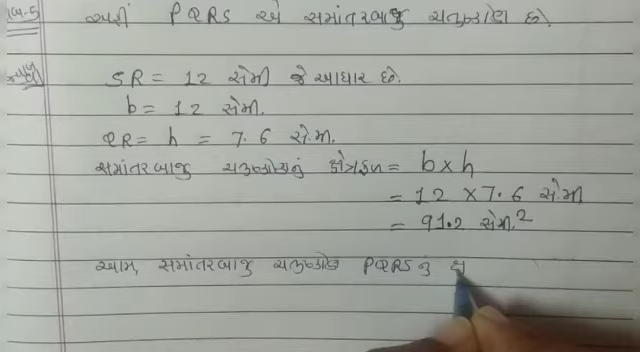 અહીં PQRS એ સમાંતરબાજુ ચતુષ્કોણ છે.
SR = 12 સેમી જે આધાર છે.
b = 12 સેમી.
QR = h = 7.6 સે.મી.
સમાંતરબાજુ ચતુષ્કોણનું ક્ષેત્રફળ = b × h
= 12 × 7.6 સે.મી
= 91.2 સેમી.²
આમ, સમાંતરબાજુ ચતુષ્કોણ PQRS નું ક્ષ